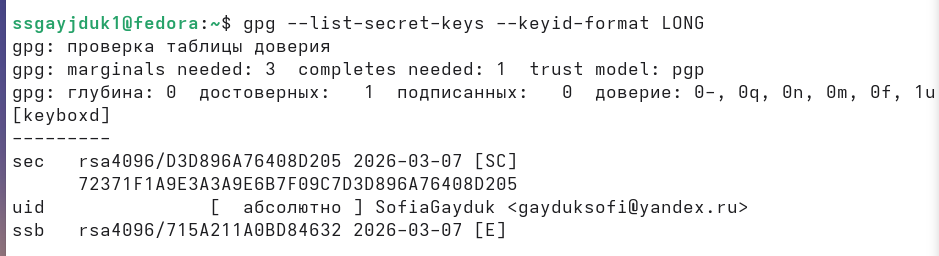 ssgayjduk1@fedora:~$ gpg --list-secret-keys --keyid-format LONG
gpg: проверка таблицы доверия
gpg: marginals needed: 3  completes needed: 1  trust model: pgp
gpg: глубина: 0  достоверных:   1  подписанных:   0  доверие: 0-, 0q, 0n, 0m, 0f, 1u
[keyboxd]
---------
sec   rsa4096/D3D896A76408D205 2026-03-07 [SC]
      72371F1A9E3A3A9E6B7F09C7D3D896A76408D205
uid               [  абсолютно ] SofiaGayduk <gayduksofi@yandex.ru>
ssb   rsa4096/715A211A0BD84632 2026-03-07 [E]